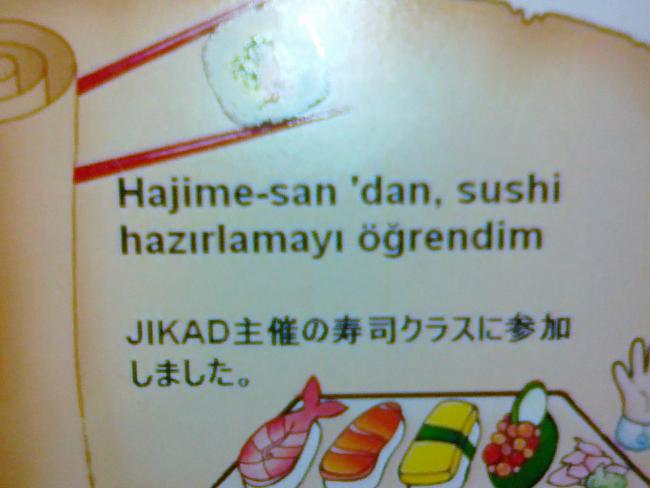 Hajime-san 'dan, sushi
hazırlamayı öğrendim
JIKAD主催の寿司クラスに参加
しました。